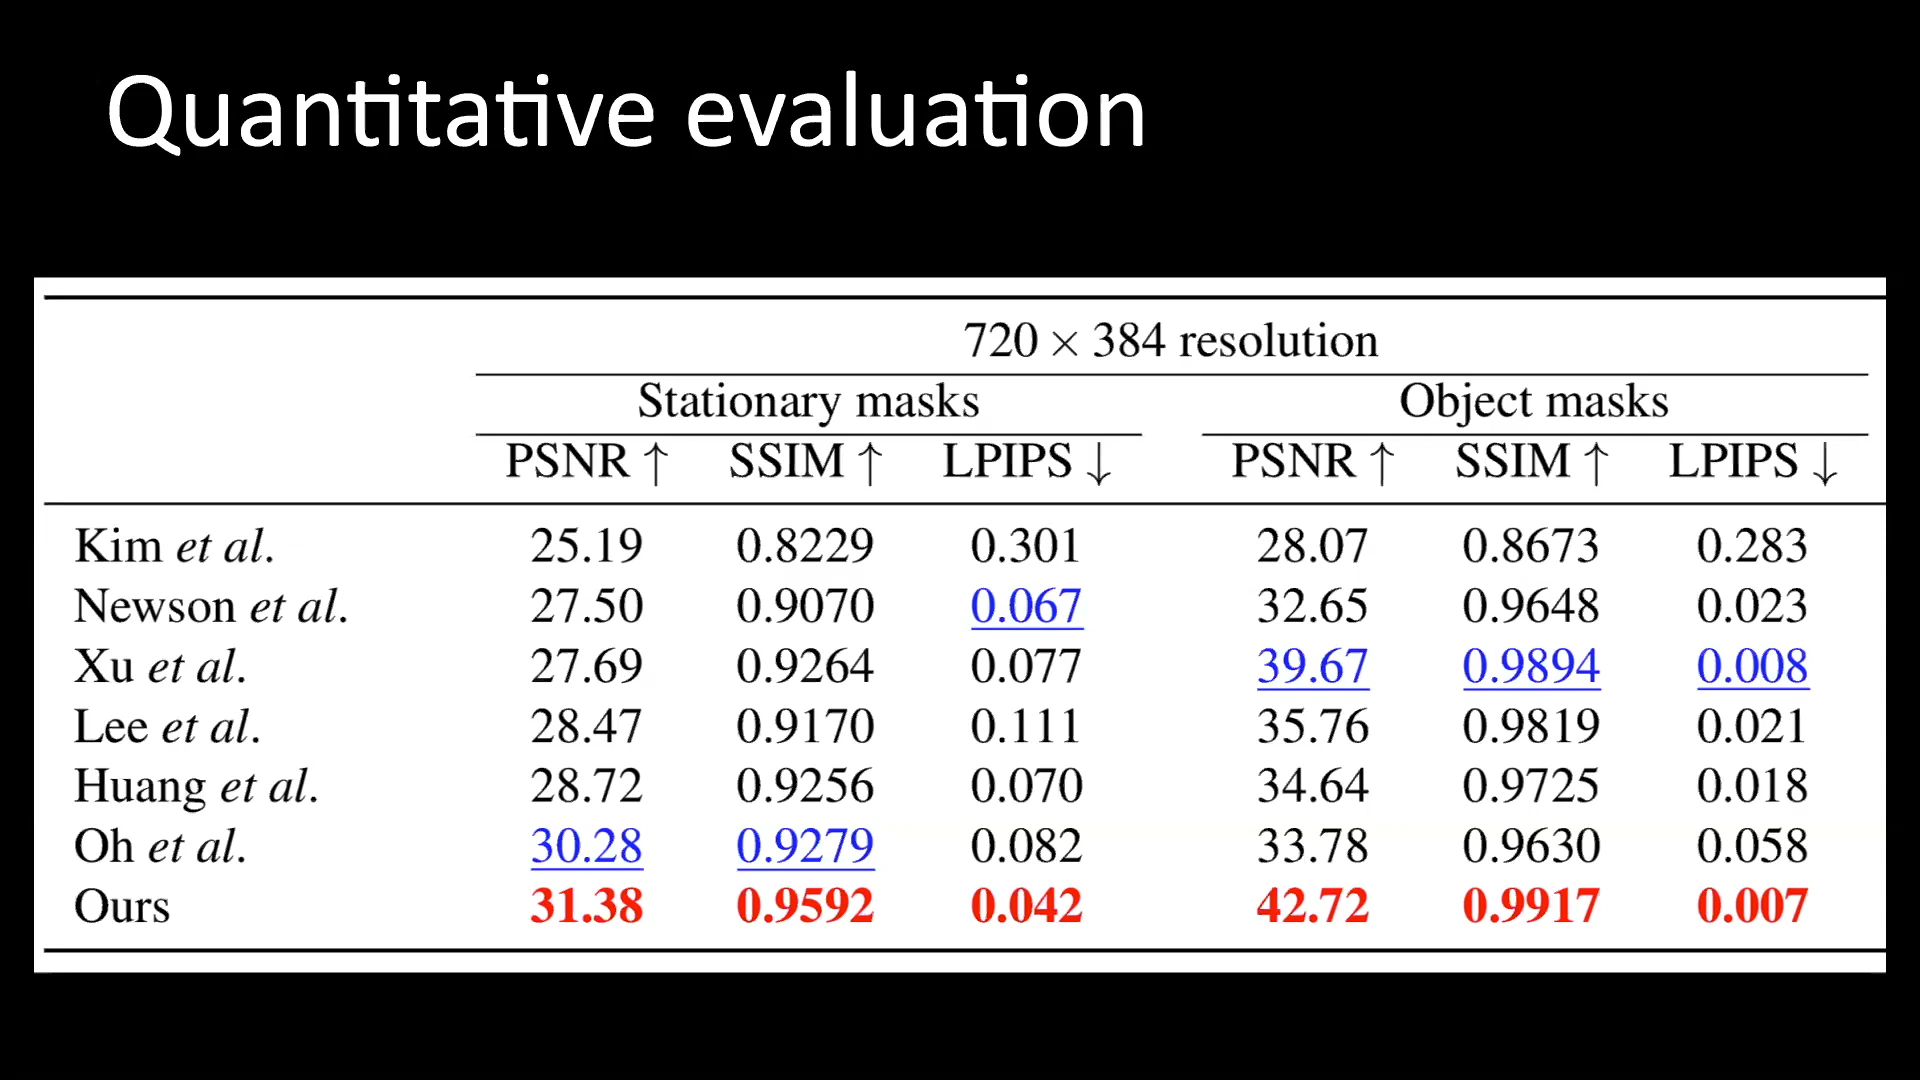 Quantitative evaluation
720 × 384 resolution
Stationary masks Object masks
PSNR ↑ SSIM ↑ LPIPS ↓ PSNR ↑ SSIM ↑ LPIPS ↓
Kim et al. 25.19 0.8229 0.301 28.07 0.8673 0.283
Newson et al. 27.50 0.9070 0.067 32.65 0.9648 0.023
Xu et al. 27.69 0.9264 0.077 39.67 0.9894 0.008
Lee et al. 28.47 0.9170 0.111 35.76 0.9819 0.021
Huang et al. 28.72 0.9256 0.070 34.64 0.9725 0.018
Oh et al. 30.28 0.9279 0.082 33.78 0.9630 0.058
Ours 31.38 0.9592 0.042 42.72 0.9917 0.007